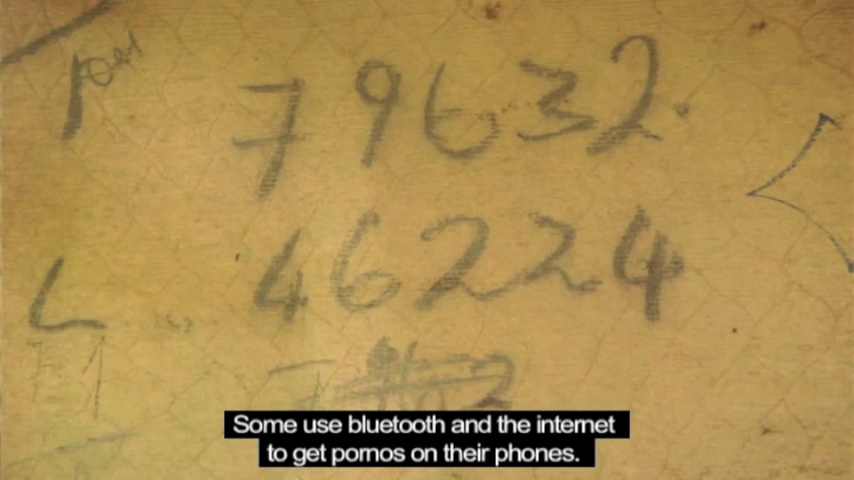 79632
46224
Some use bluetooth and the internet
to get pornos on their phones.